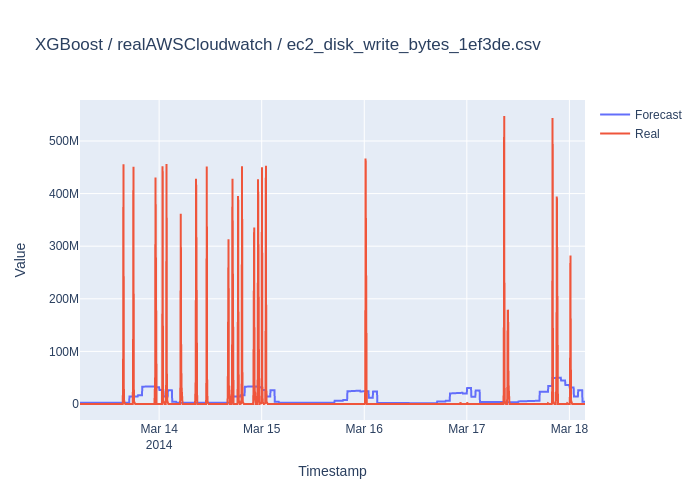 XGBoost / realAWSCloudwatch / ec2_disk_write_bytes_1ef3de.csv
Forecast
Real
500M
400M
300M
200M
100M
0
Value
Mar 14
2014
Mar 15
Mar 16
Mar 17
Mar 18
Timestamp